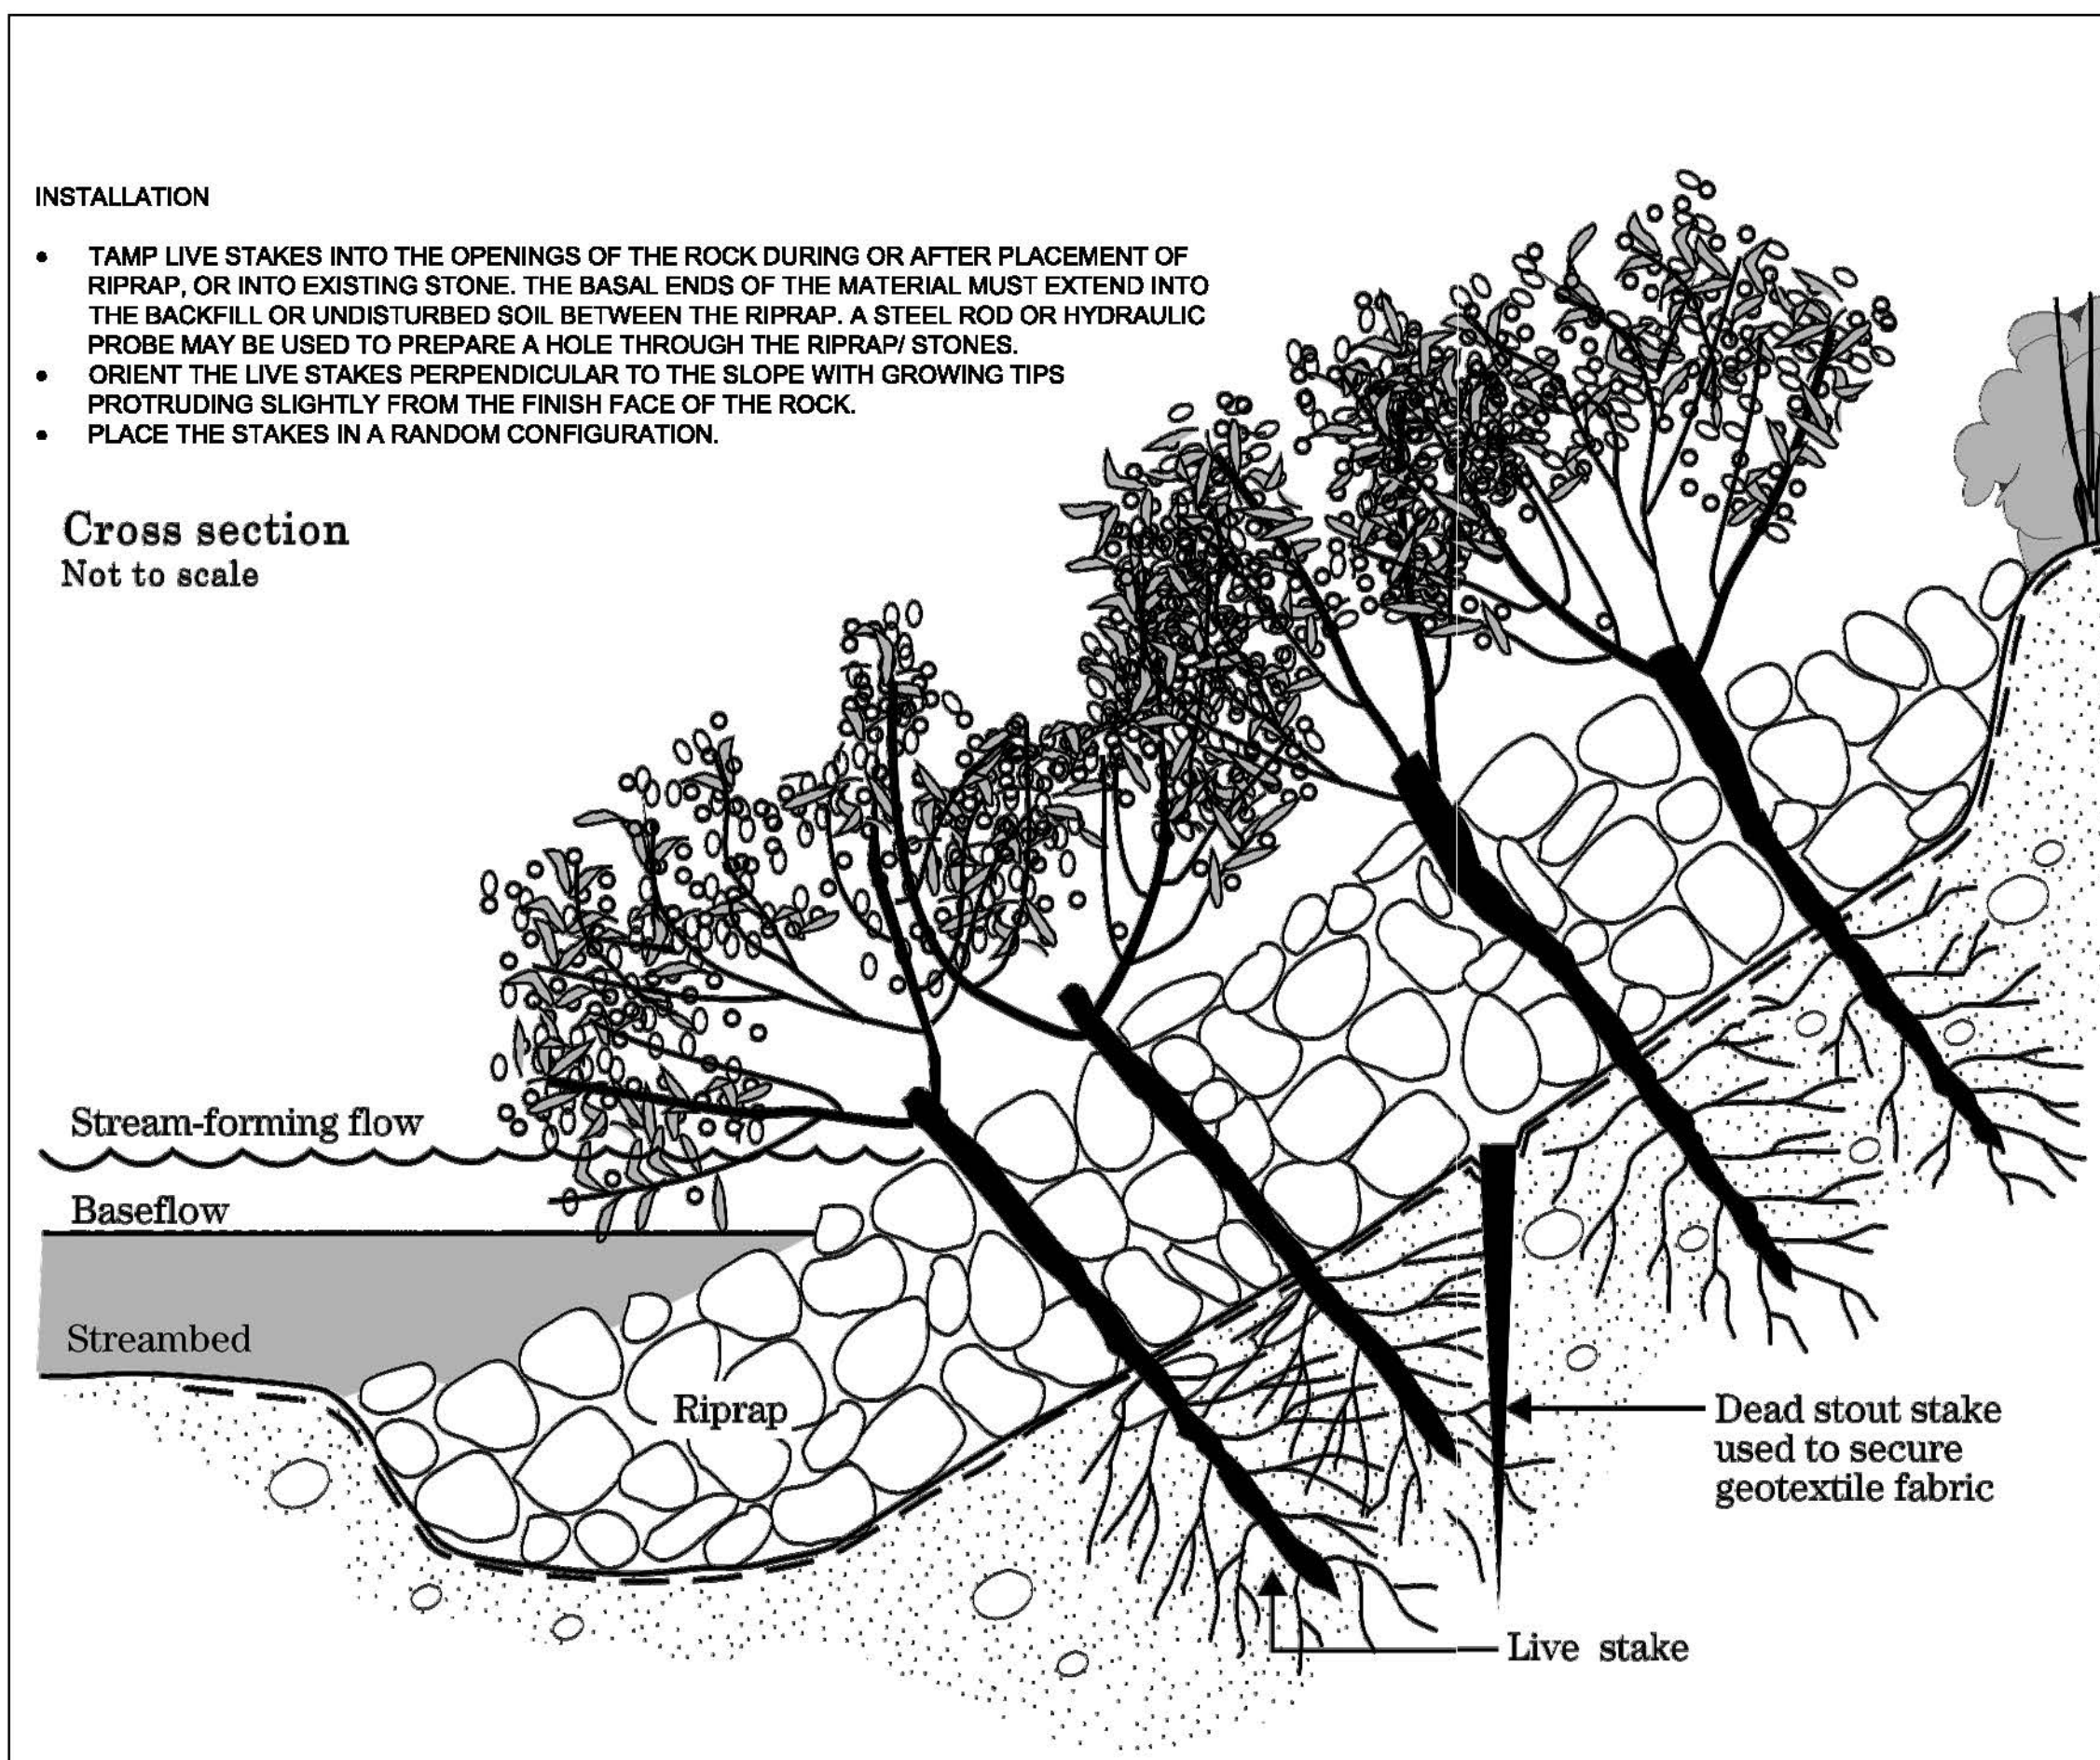 INSTALLATION
• TAMP LIVE STAKES INTO THE OPENINGS OF THE ROCK DURING OR AFTER PLACEMENT OF
RIPRAP, OR INTO EXISTING STONE. THE BASAL ENDS OF THE MATERIAL MUST EXTEND INTO
THE BACKFILL OR UNDISTURBED SOIL BETWEEN THE RIPRAP. A STEEL ROD OR HYDRAULIC
PROBE MAY BE USED TO PREPARE A HOLE THROUGH THE RIPRAP/ STONES.
• ORIENT THE LIVE STAKES PERPENDICULAR TO THE SLOPE WITH GROWING TIPS
PROTRUDING SLIGHTLY FROM THE FINISH FACE OF THE ROCK.
• PLACE THE STAKES IN A RANDOM CONFIGURATION.
Cross section
Not to scale
Stream-forming flow
Baseflow
Streambed
Riprap
Dead stout stake
used to secure
geotextile fabric
Live stake